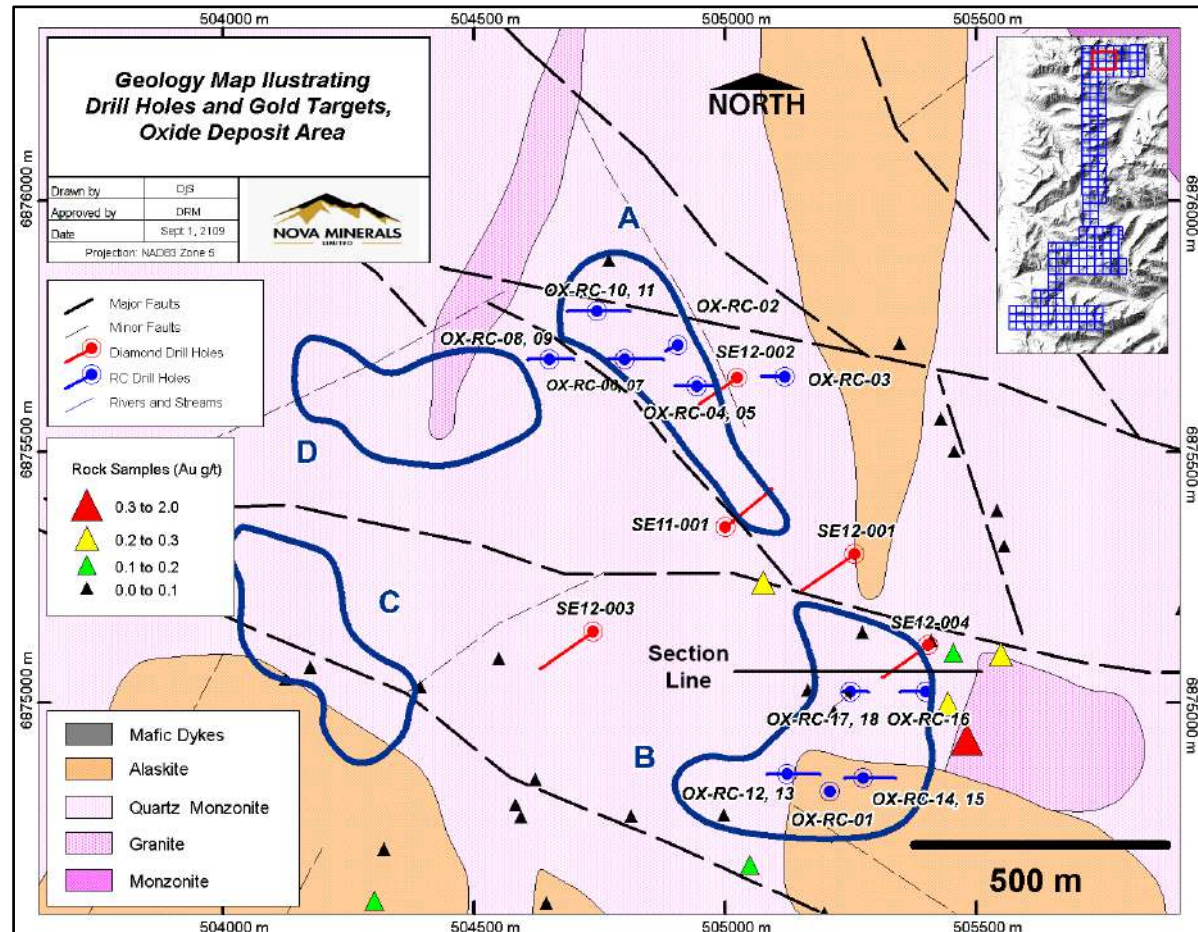 504000 m
504500 m
505000 m
505500 m
Geology Map Ilustrating
Drill Holes and Gold Targets,
Oxide Deposit Area
Drawn by
DjS
Approved by
DRM
Date
Sept 1, 2109
Projection: NAD83 Zone 5
NOVA MINERALS
LIMITED
NORTH
6876000 m
6876000 m
Major Faults
Minor Faults
Diamond Drill Holes
RC Drill Holes
Rivers and Streams
A
OX-RC-10, 11
OX-RC-02
OX-RC-08, 09
SE12-002
OX-RC-06, 07
OX-RC-03
OX-RC-04, 05
D
6875500 m
6875500 m
Rock Samples (Au g/t)
0.3 to 2.0
0.2 to 0.3
0.1 to 0.2
0.0 to 0.1
SE11-001
SE12-001
C
SE12-003
SE12-004
Section
Line
6875000 m
6875000 m
OX-RC-17, 18
OX-RC-16
B
OX-RC-12, 13
OX-RC-14, 15
OX-RC-01
Mafic Dykes
Alaskite
Quartz Monzonite
Granite
Monzonite
500 m
504000 m
504500 m
505000 m
505500 m